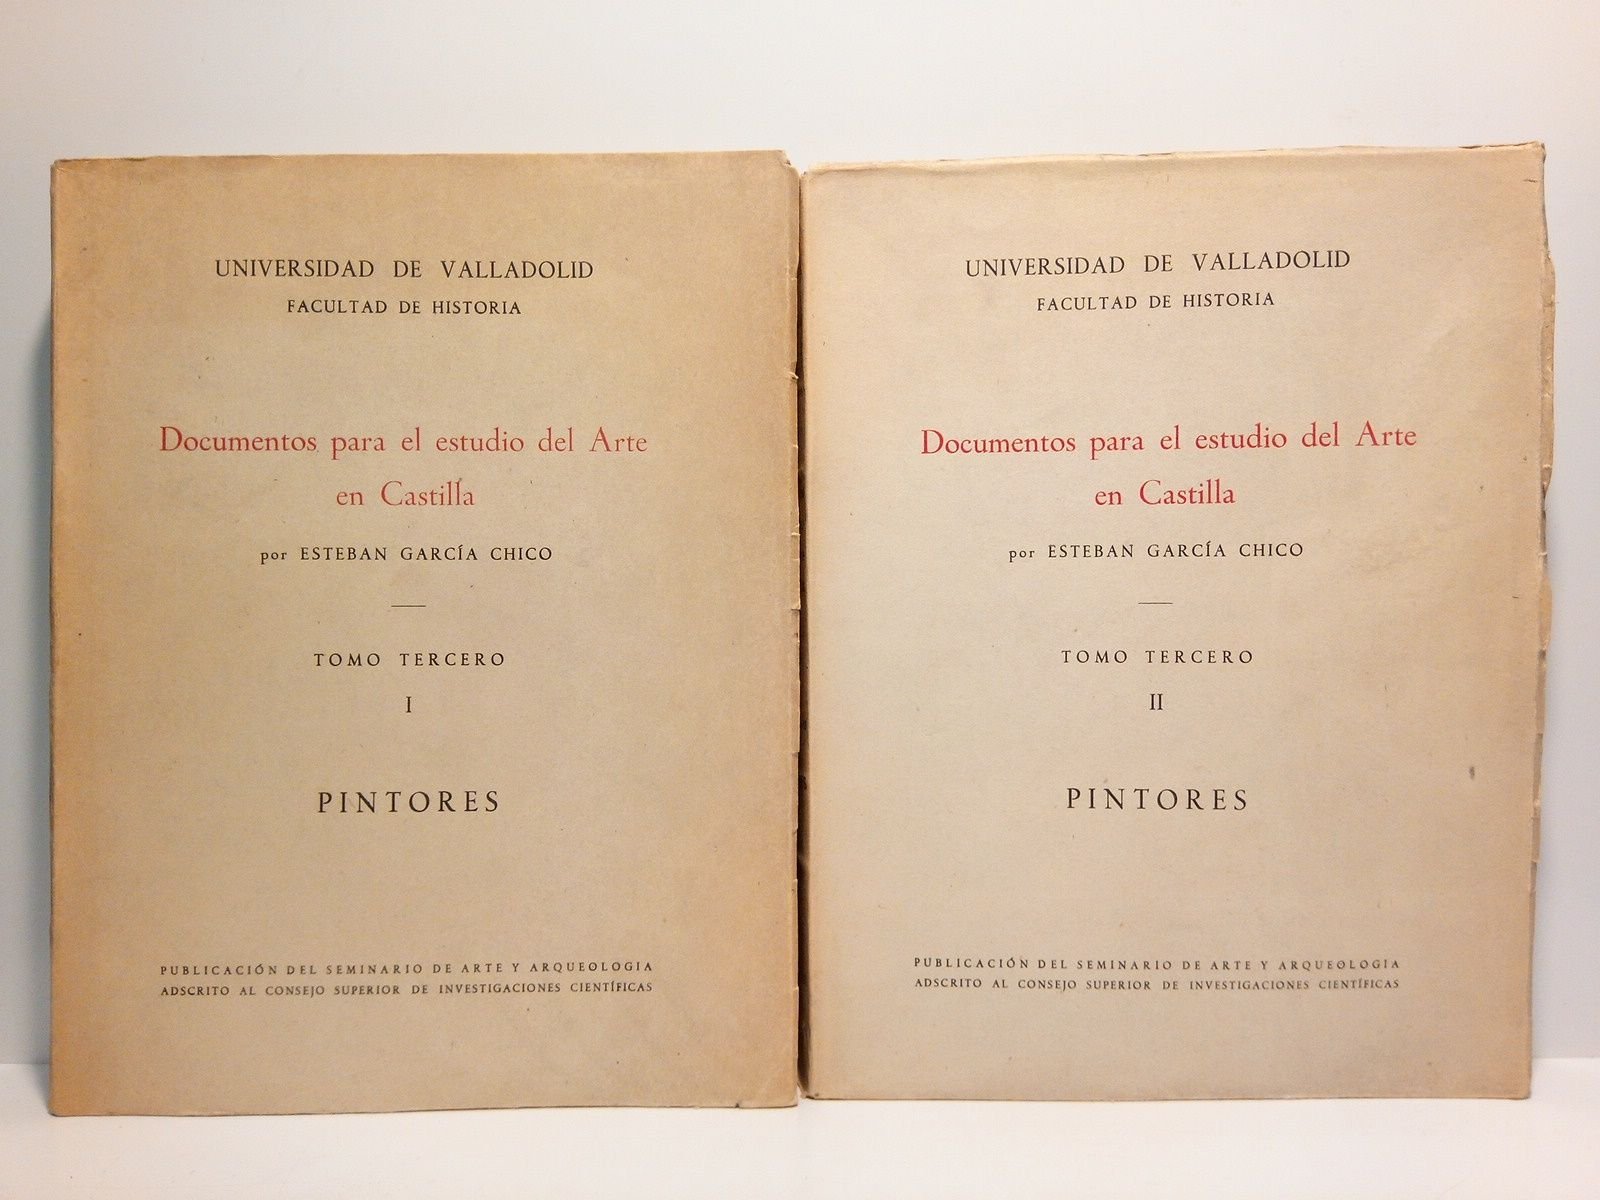 UNIVERSIDAD DE VALLADOLID
FACULTAD DE HISTORIA
Documentos para el estudio del Arte
en Castilla
por ESTEBAN GARCÍA CHICO
TOMO TERCERO
I
PINTORES
PUBLICACIÓN DEL SEMINARIO DE ARTE Y ARQUEOLOGIA
ADSCRITO AL CONSEJO SUPERIOR DE INVESTIGACIONES CIENTÍFICAS
UNIVERSIDAD DE VALLADOLID
FACULTAD DE HISTORIA
Documentos para el estudio del Arte
en Castilla
por ESTEBAN GARCÍA CHICO
TOMO TERCERO
II
PINTORES
PUBLICACIÓN DEL SEMINARIO DE ARTE Y ARQUEOLOGIA
ADSCRITO AL CONSEJO SUPERIOR DE INVESTIGACIONES CIENTÍFICAS